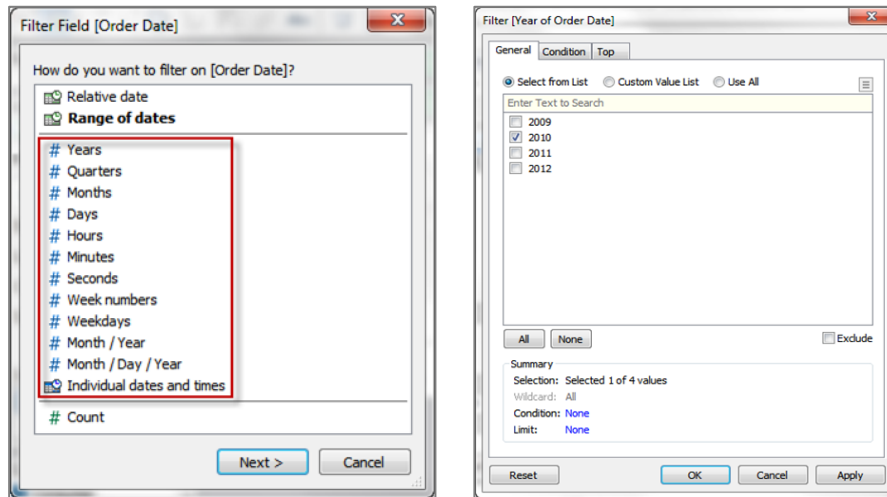 Filter Field [Order Date]
How do you want to filter on [Order Date]?
Relative date
Range of dates
# Years
# Quarters
# Months
# Days
# Hours
# Minutes
# Seconds
# Week numbers
# Weekdays
# Month / Year
# Month / Day / Year
Individual dates and times
# Count
Next >
Cancel
Filter [Year of Order Date]
General
Condition
Top
Select from List
Custom Value List
Use All
Enter Text to Search
2009
2010
2011
2012
All
None
Exclude
Summary
Selection: Selected 1 of 4 values
Wildcard: All
Condition: None
Limit: None
Reset
OK
Cancel
Apply